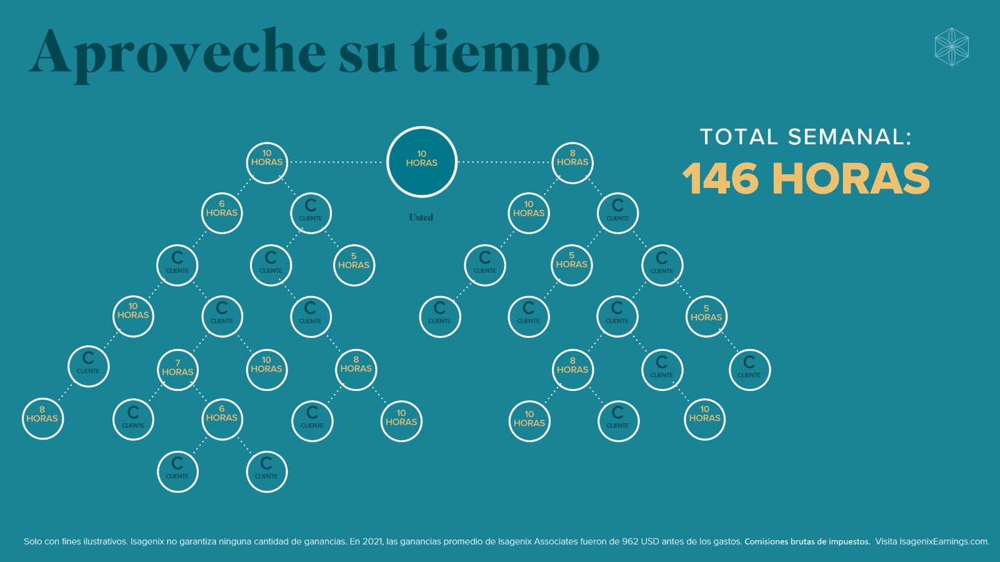 Aproveche su tiempo
TOTAL SEMANAL:
146 HORAS
10
HORAS
10
HORAS
8
HORAS
Usted
6
HORAS
C
CLIENTE
10
HORAS
C
CLIENTE
C
CLIENTE
C
CLIENTE
5
HORAS
C
CLIENTE
5
HORAS
C
CLIENTE
10
HORAS
C
CLIENTE
C
CLIENTE
C
CLIENTE
C
CLIENTE
C
CLIENTE
5
HORAS
C
CLIENTE
7
HORAS
10
HORAS
8
HORAS
8
HORAS
C
CLIENTE
C
CLIENTE
8
HORAS
C
CLIENTE
6
HORAS
C
CLIENTE
10
HORAS
10
HORAS
C
CLIENTE
10
HORAS
C
CLIENTE
C
CLIENTE
Solo con fines ilustrativos. Isagenix no garantiza ninguna cantidad de ganancias. En 2021, las ganancias promedio de Isagenix Associates fueron de 962 USD antes de los gastos. Comisiones brutas de impuestos. Visita IsagenixEarnings.com.